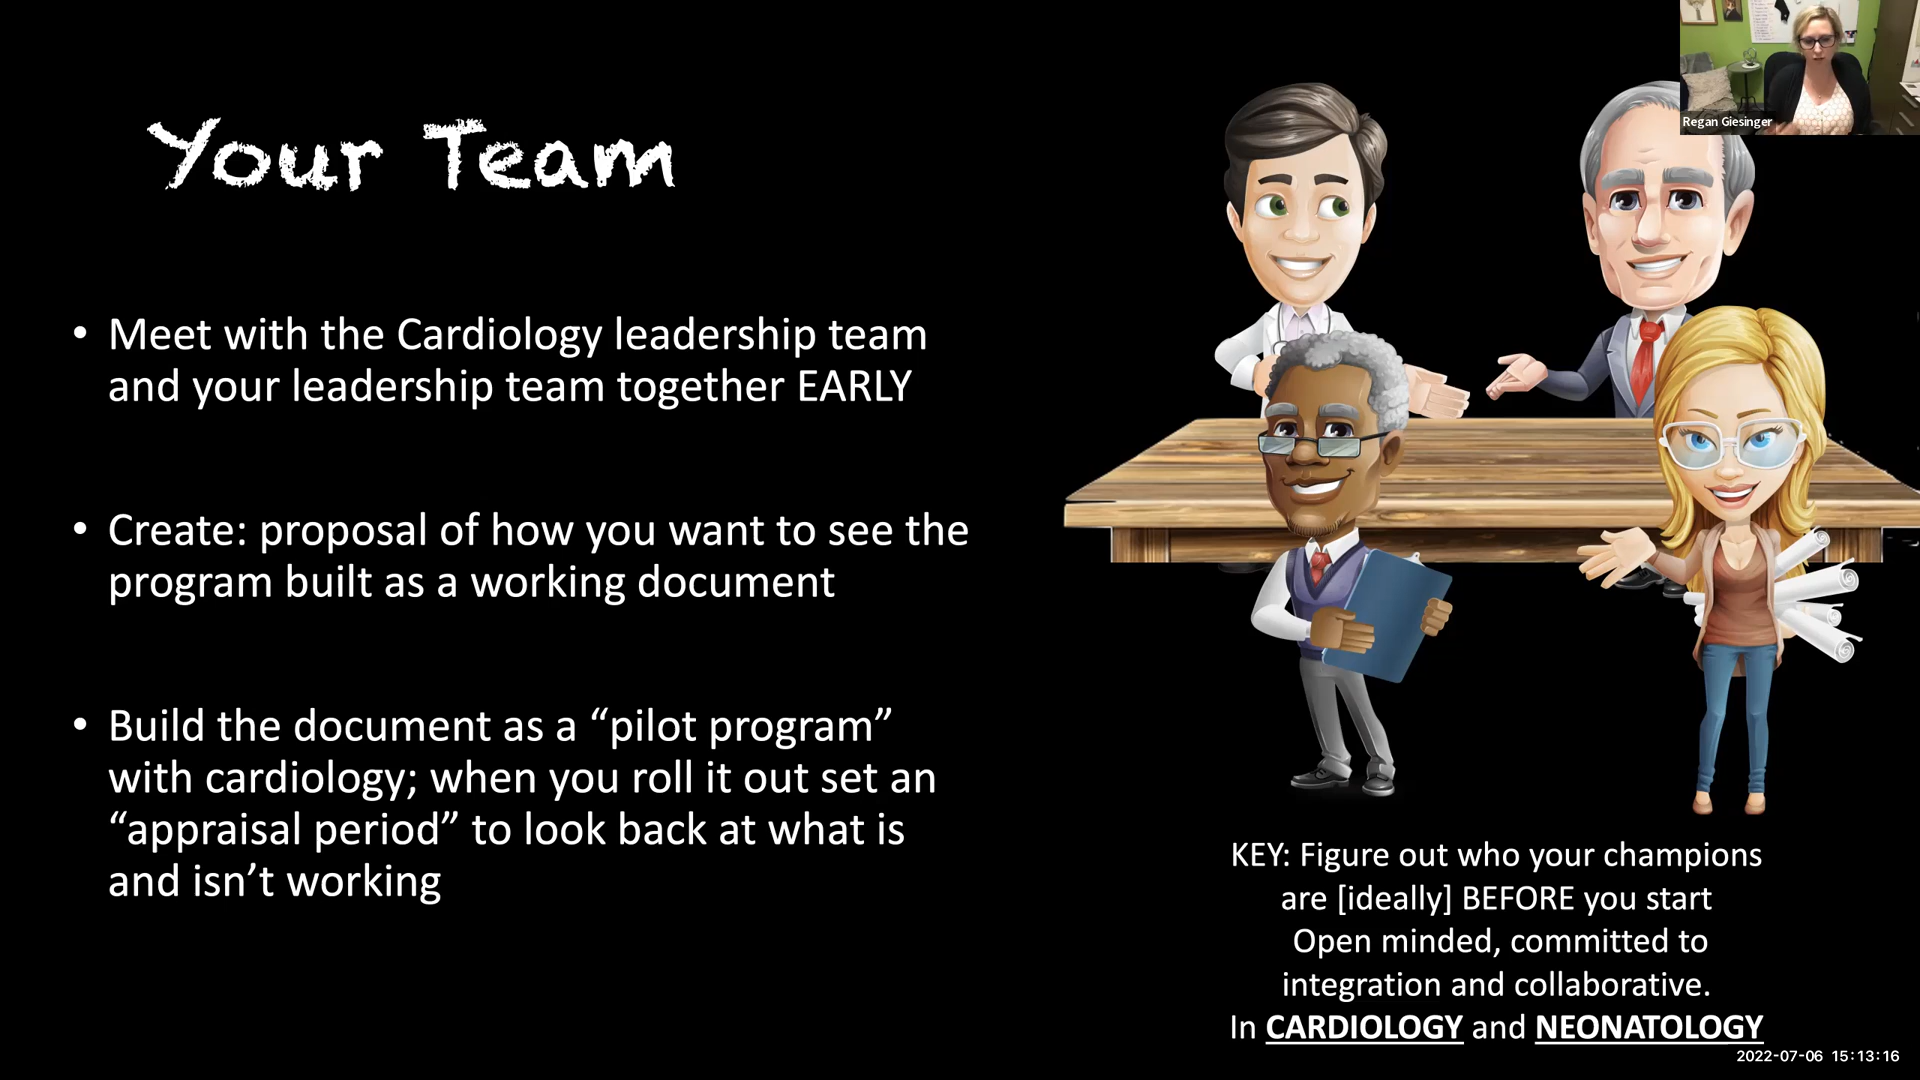 Your Team
• Meet with the Cardiology leadership team
and your leadership team together EARLY
• Create: proposal of how you want to see the
program built as a working document
• Build the document as a “pilot program”
with cardiology; when you roll it out set an
“appraisal period” to look back at what is
and isn’t working
Regan Giesinger
KEY: Figure out who your champions
are [ideally] BEFORE you start
Open minded, committed to
integration and collaborative.
In CARDIOLOGY and NEONATOLOGY
2022-07-06 15:13:16